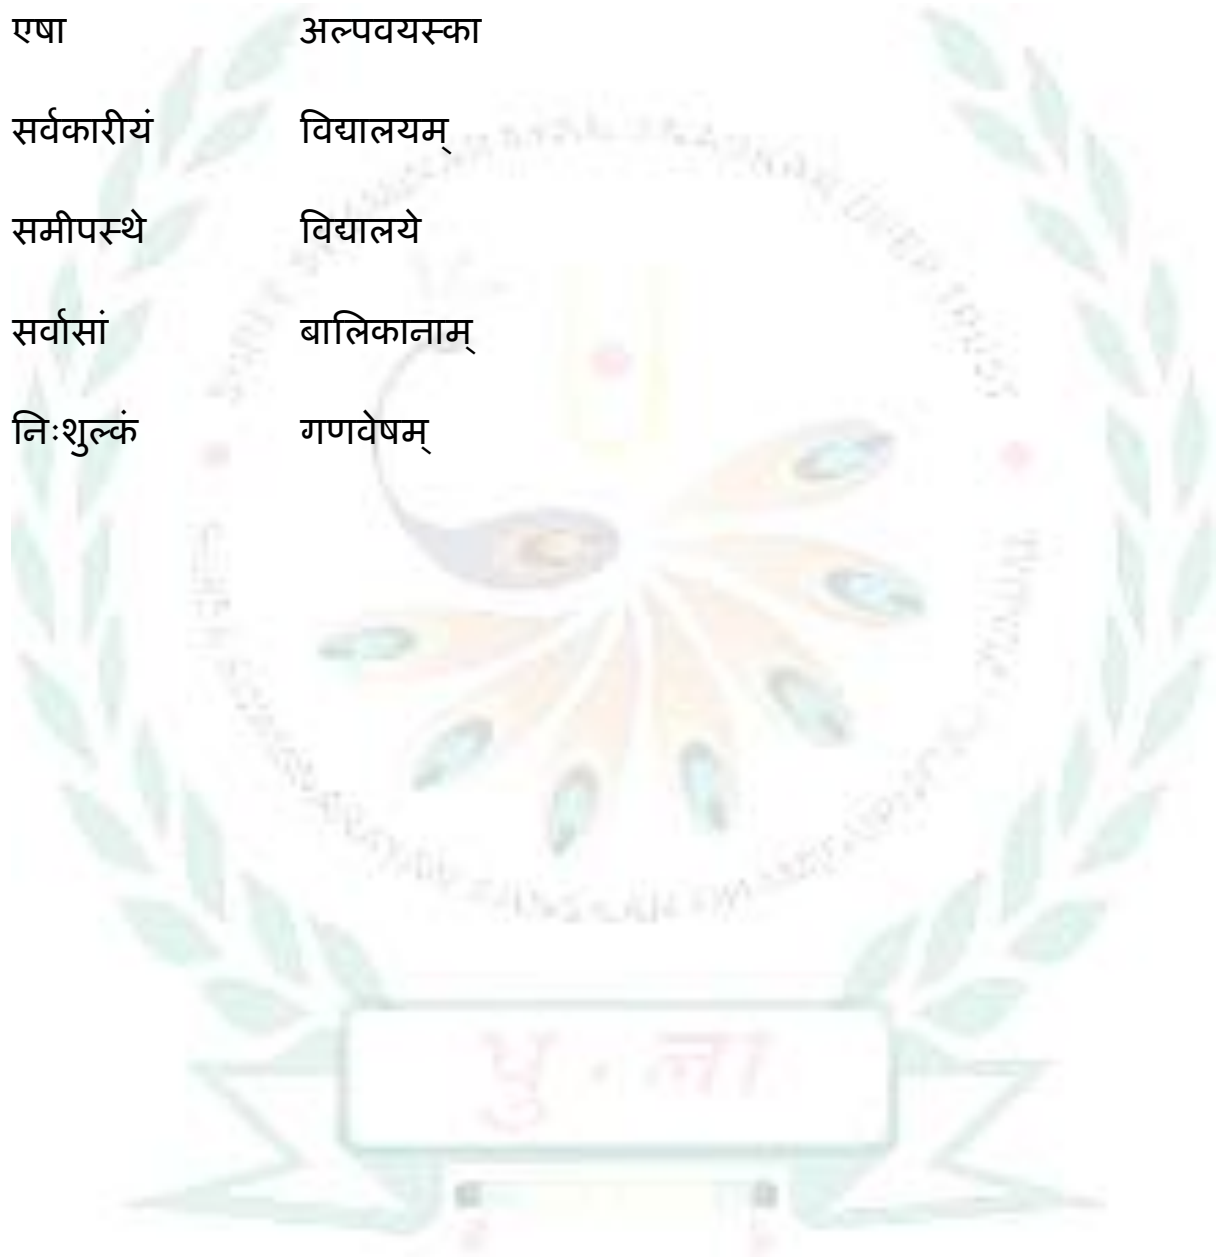 एषा अल्पवयस्का
सर्वकारीयं विद्यालयम्
समीपस्थे विद्यालये
सर्वासां बालिकानाम्
निःशुल्कं गणवेषम्
पु . ना